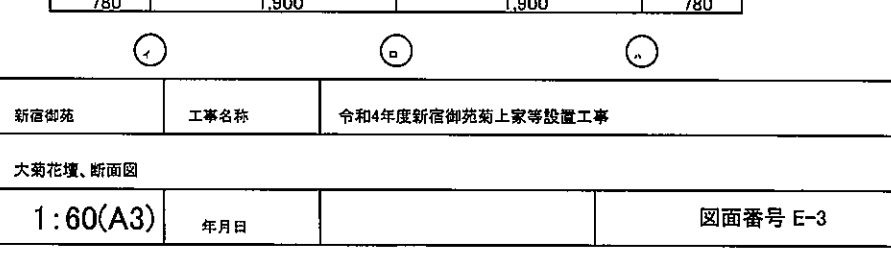 780 1,900 1,900 780
イ ロ ハ
新宿御苑 工事名称 令和4年度新宿御苑菊上家等設置工事
大菊花壇、断面図
1:60(A3) 年月日 図面番号 E-3